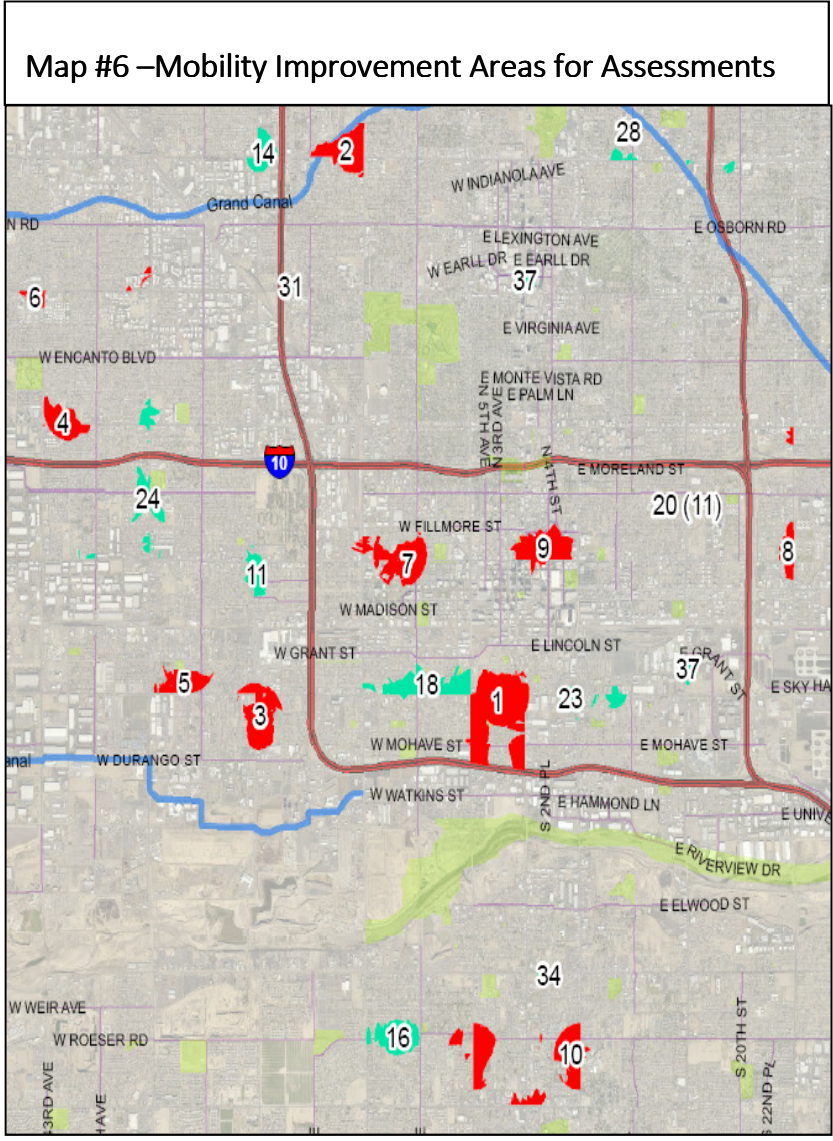 Map #6 –Mobility Improvement Areas for Assessments
28
14
2
W INDIANOLA AVE
Grand Canal
N RD
E OSBORN RD
E LEXINGTON AVE
W EARLL DR
E EARLL DR
37
6
31
E VIRGINIA AVE
W ENCANTO BLVD
E MONTE VISTA RD
E PALM LN
N 5TH AVE
N 3RD AVE
4
10
N 4TH ST
E MORELAND ST
24
20 (11)
W FILLMORE ST
9
8
7
11
W MADISON ST
E LINCOLN ST
W GRANT ST
E GRANT ST
37
5
18
1
23
E SKY HA
3
W MOHAVE ST
E MOHAVE ST
anal
W DURANGO ST
W WATKINS ST
S 2ND PL
E HAMMOND LN
E UNIV
E RIVERVIEW DR
E ELWOOD ST
34
W WEIR AVE
W ROESER RD
16
10
S 20TH ST
43RD AVE
AVE
S 22ND PL